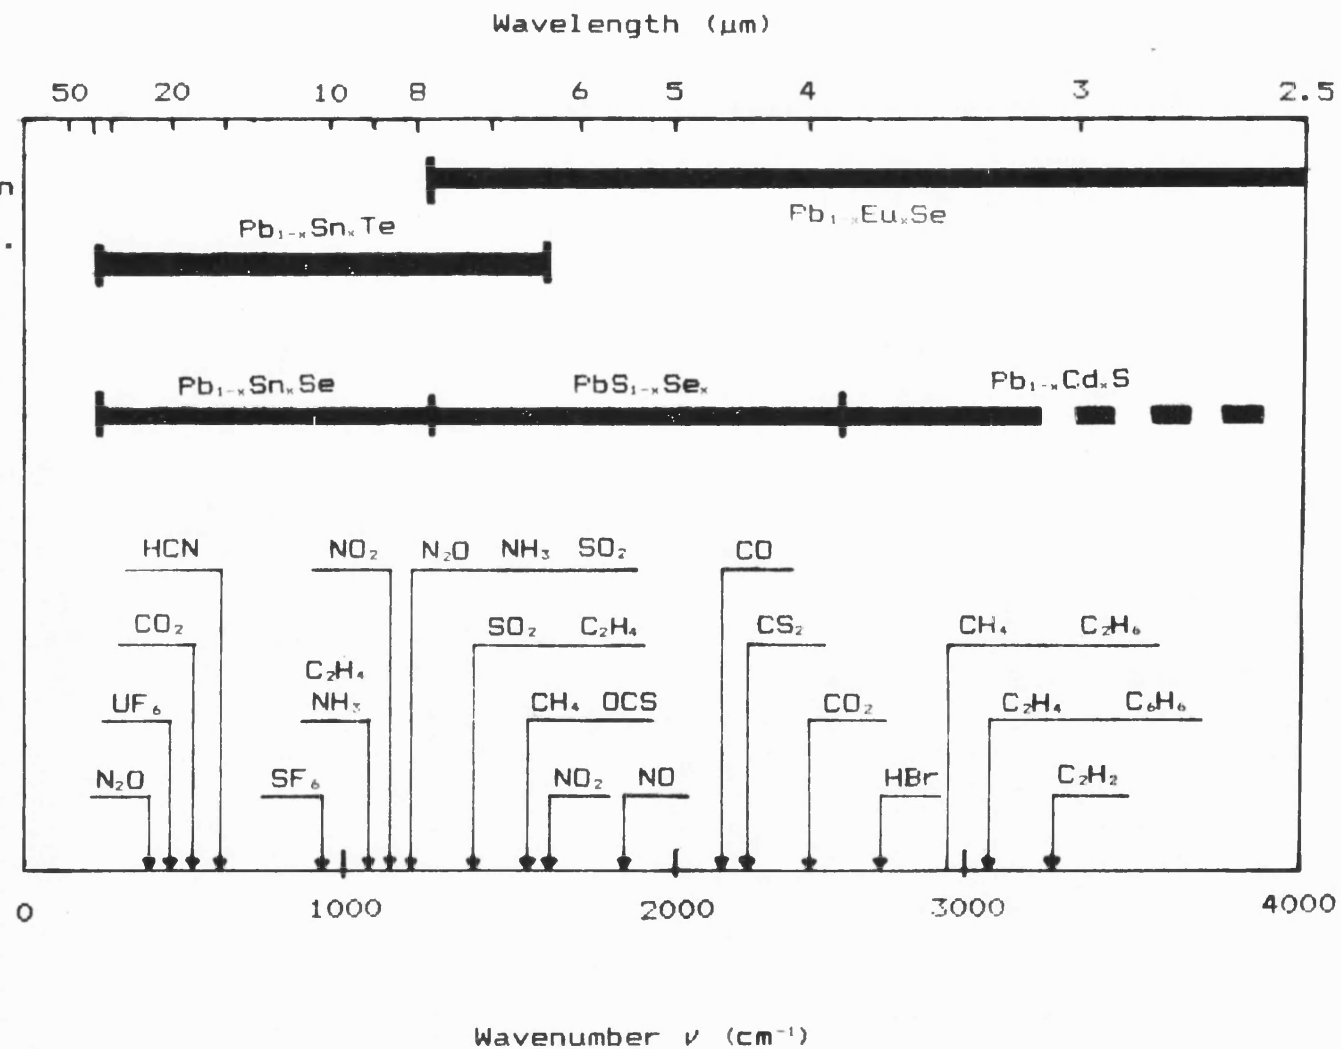 Wavelength (μm)
50 20 10 8 6 5 4 3 2.5
n
Pb₁₋ₓEuₓSe
Pb₁₋ₓSnₓTe
.
Pb₁₋ₓSnₓSe PbS₁₋ₓSeₓ Pb₁₋ₓCdₓS
HCN NO₂ N₂O NH₃ SO₂ CO
CO₂ SO₂ C₂H₄ CS₂ CH₄ C₂H₆
C₂H₄
UF₆ NH₃ CH₄ OCS CO₂ C₂H₄ C₆H₆
N₂O SF₆ NO₂ NO HBr C₂H₂
0 1000 2000 3000 4000
Wavenumber ν (cm⁻¹)